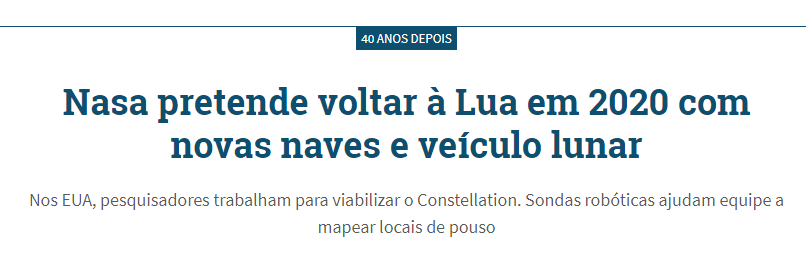 40 ANOS DEPOIS
Nasa pretende voltar à Lua em 2020 com
novas naves e veículo lunar
Nos EUA, pesquisadores trabalham para viabilizar o Constellation. Sondas robóticas ajudam equipe a
mapear locais de pouso